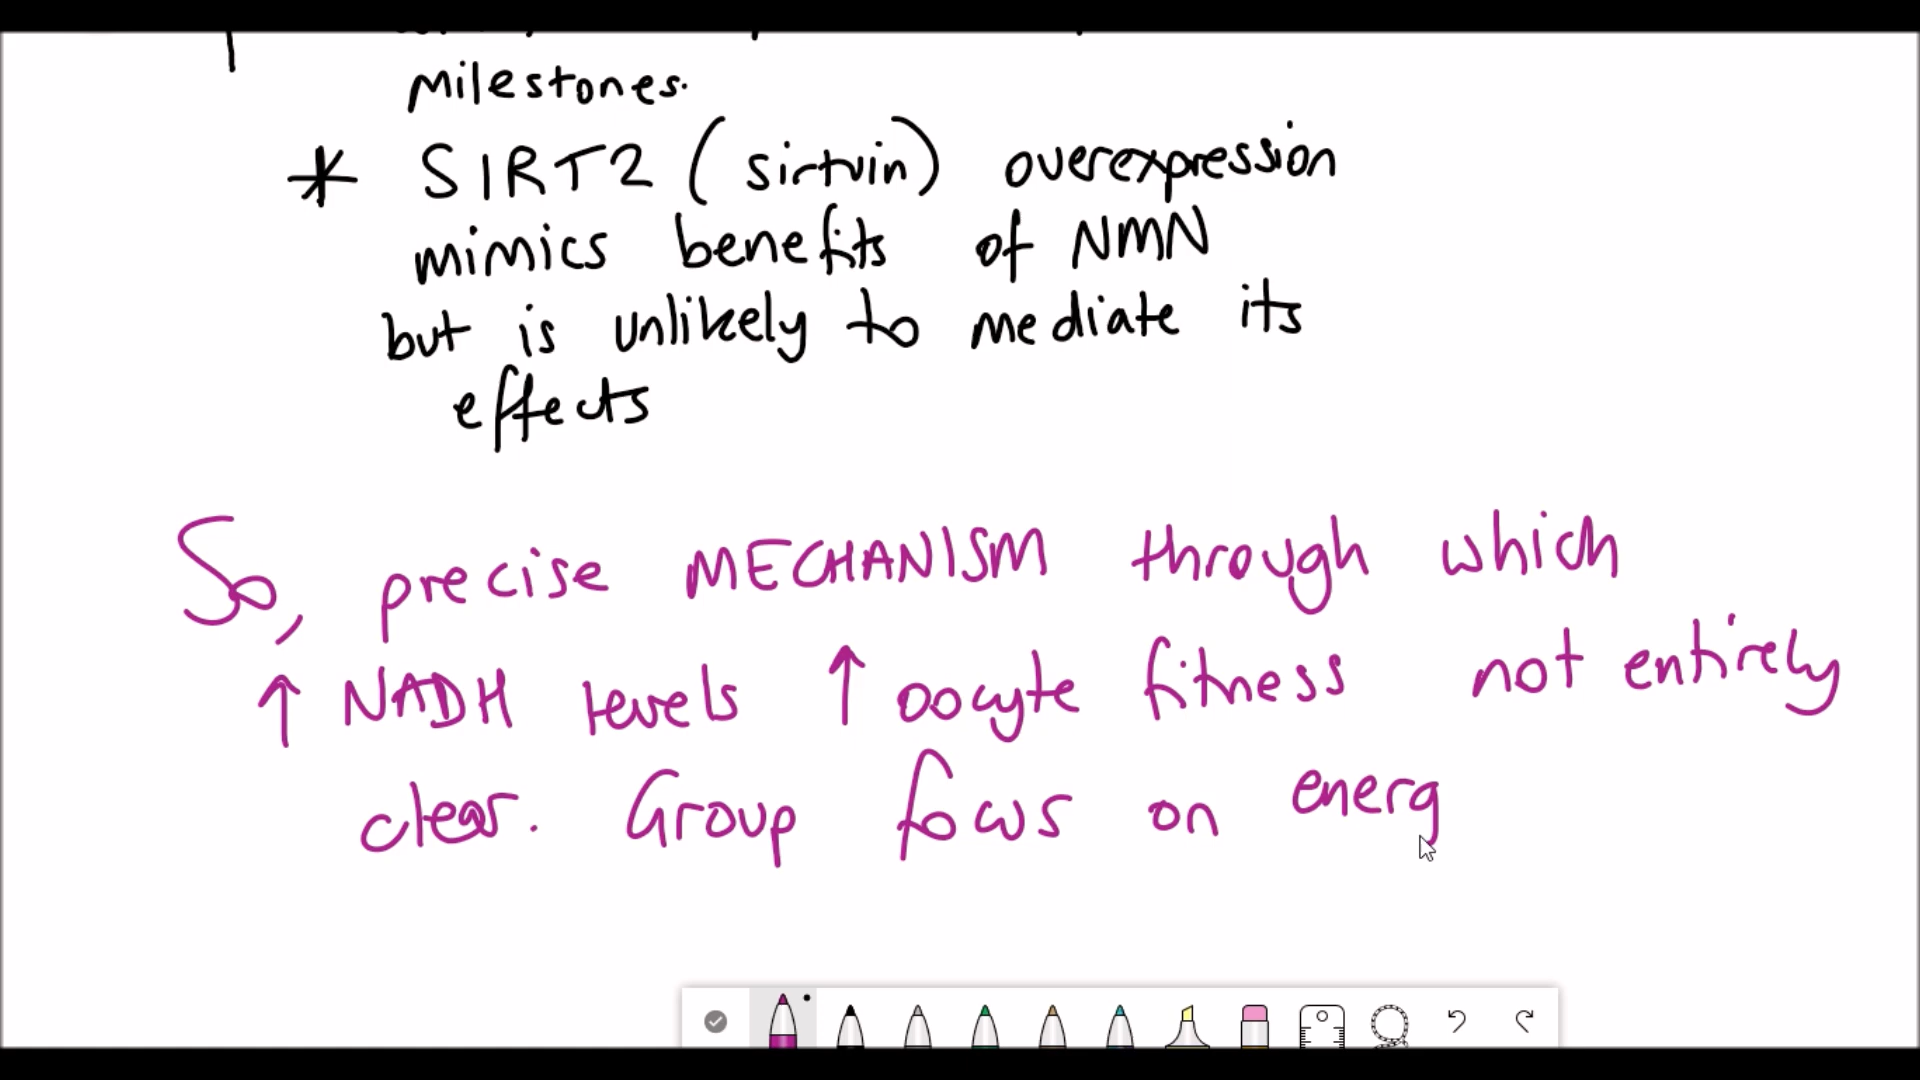 milestones.
* SIRT2 (sirtuin) overexpression
mimics benefits of NMN
but is unlikely to mediate its
effects
So, precise MECHANISM through which
↑ NADH levels ↑ oocyte fitness not entirely
clear. Group focus on energ